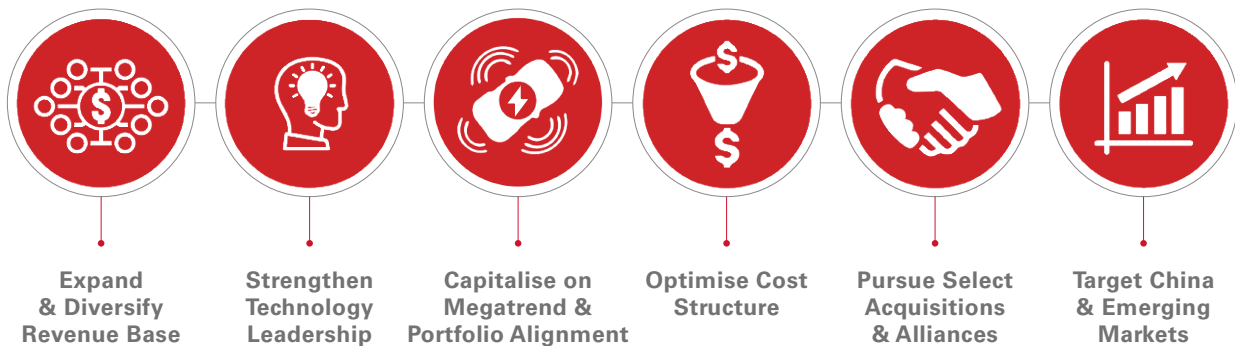 $
$
$
Expand
& Diversify
Revenue Base
Strengthen
Technology
Leadership
Capitalise on
Megatrend &
Portfolio Alignment
Optimise Cost
Structure
Pursue Select
Acquisitions
& Alliances
Target China
& Emerging
Markets